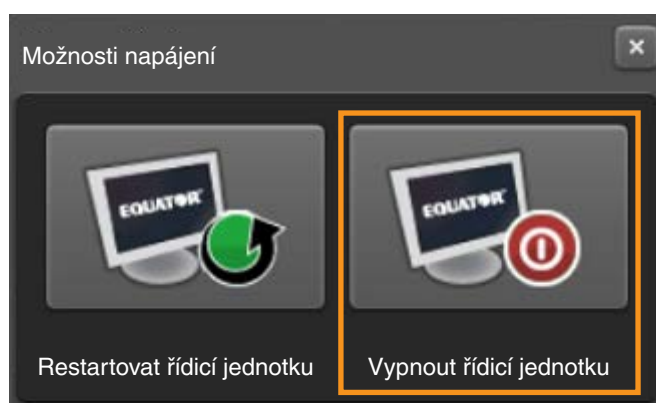 Možnosti napájení
EQUATOR
EQUATOR
Restartovat řídicí jednotku
Vypnout řídicí jednotku